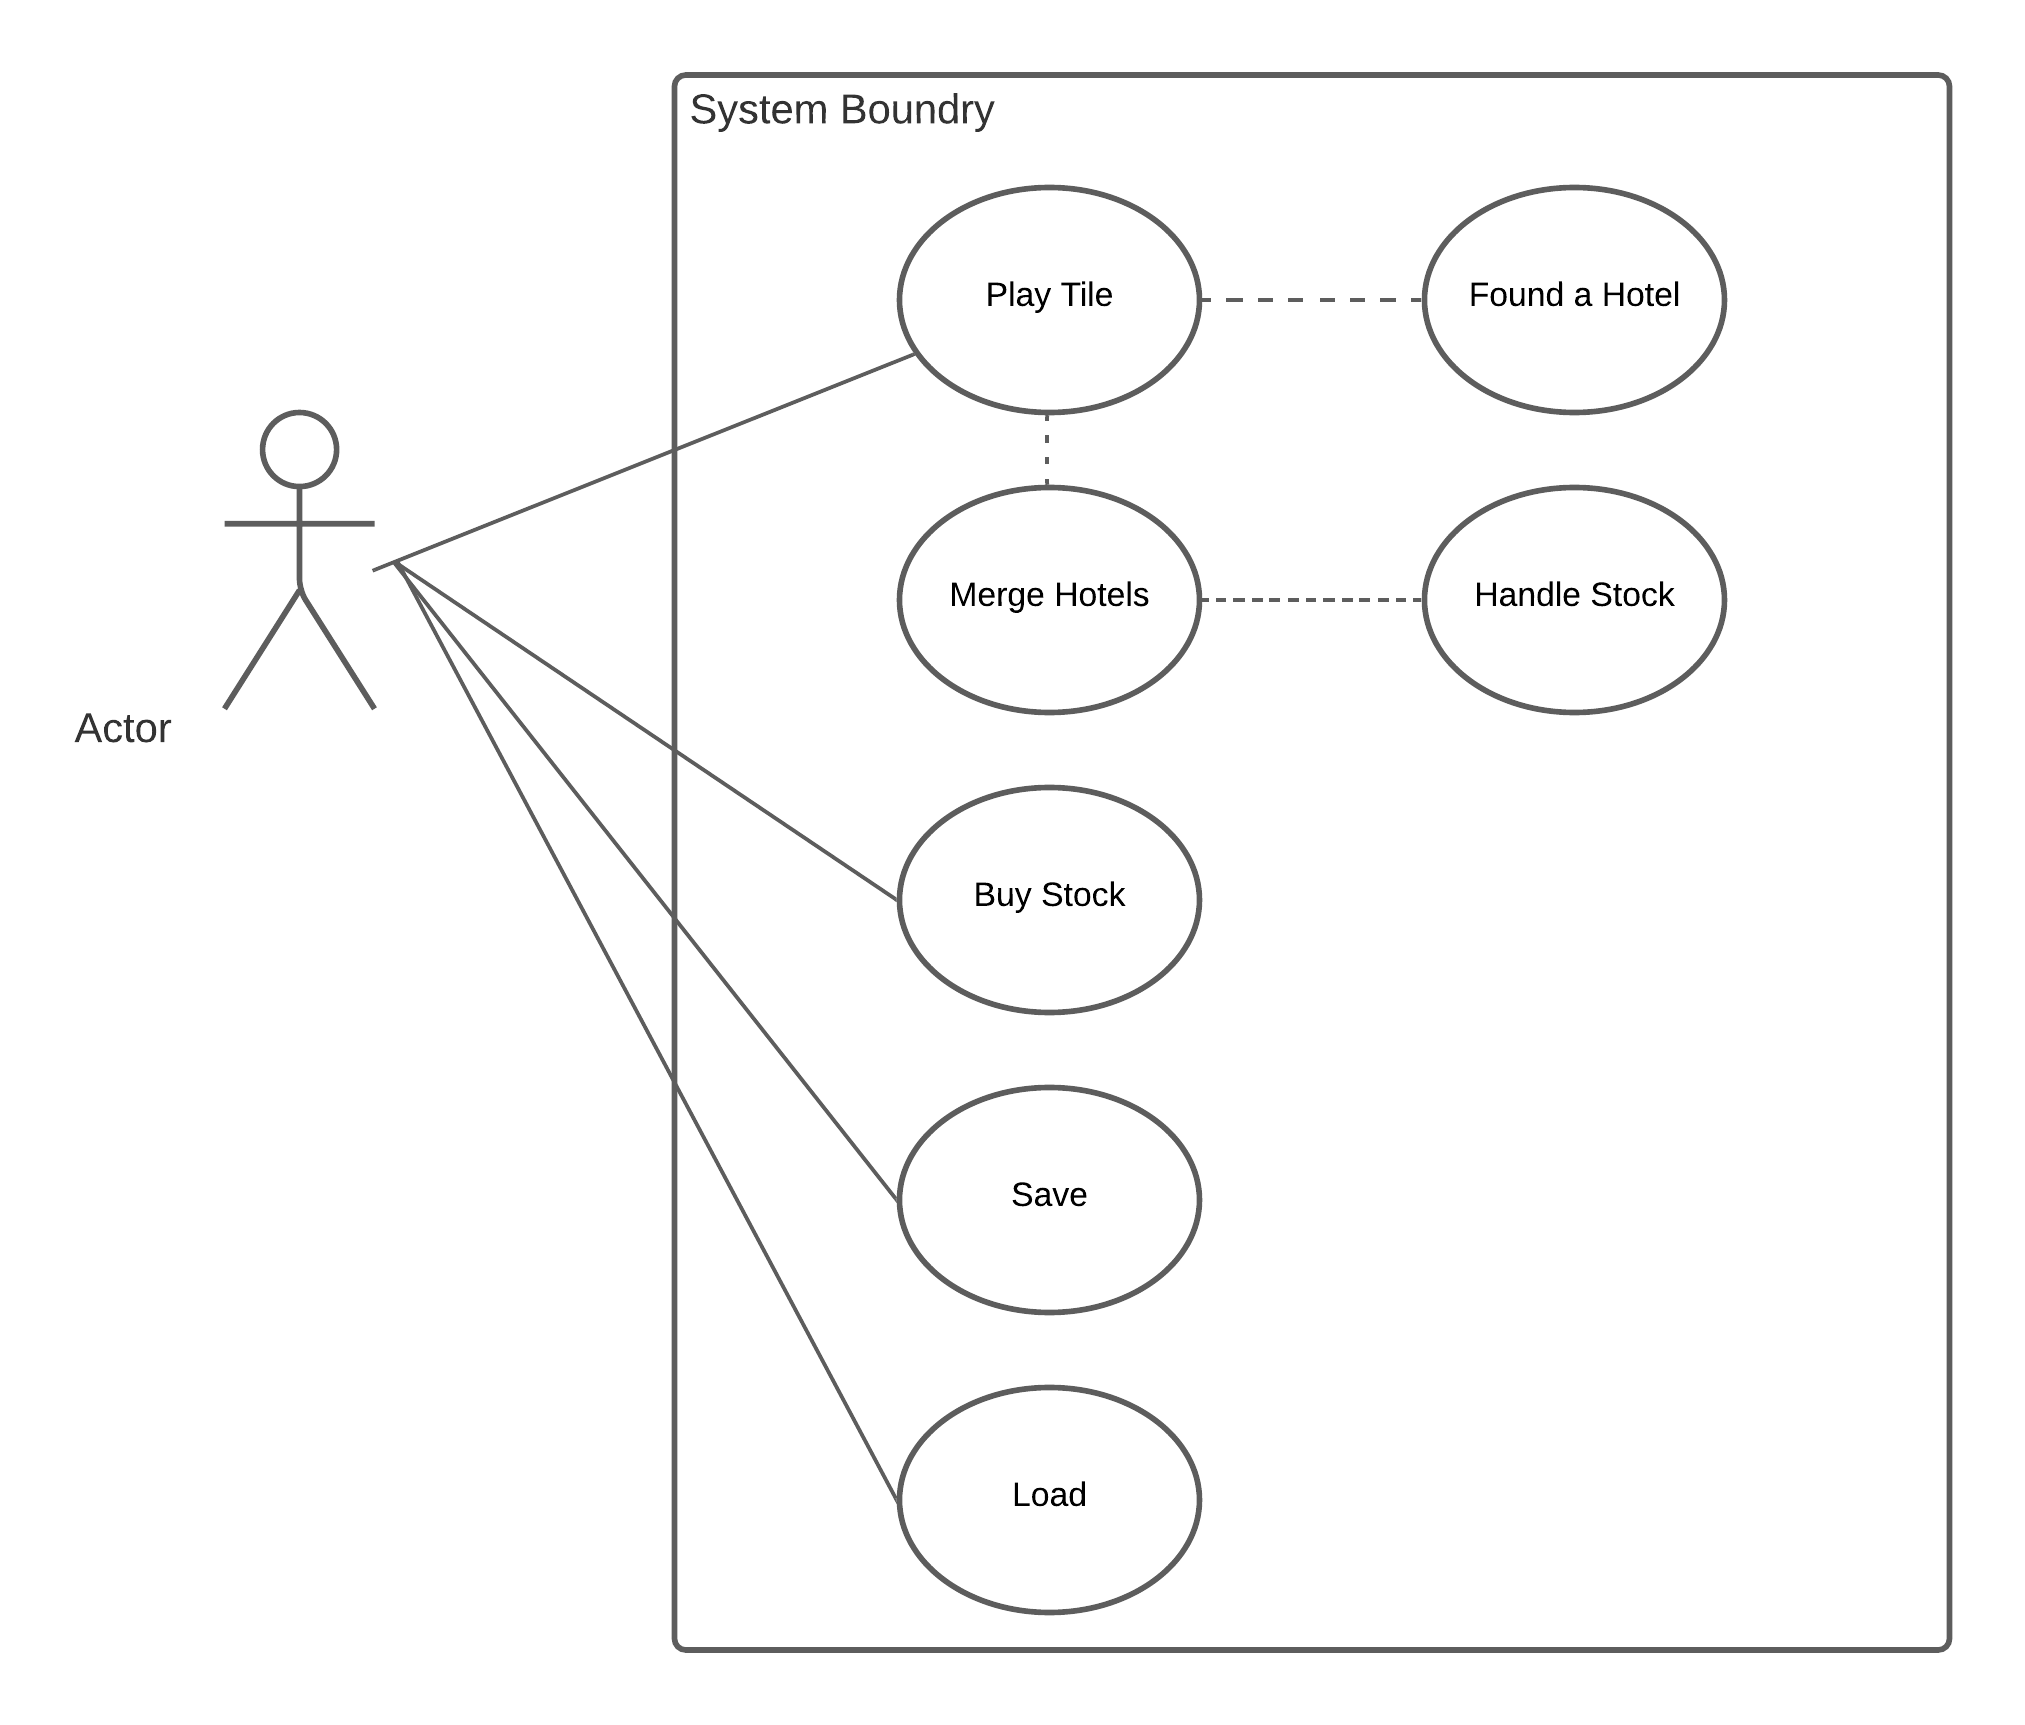 System Boundry
Play Tile
Found a Hotel
Merge Hotels
Handle Stock
Actor
Buy Stock
Save
Load